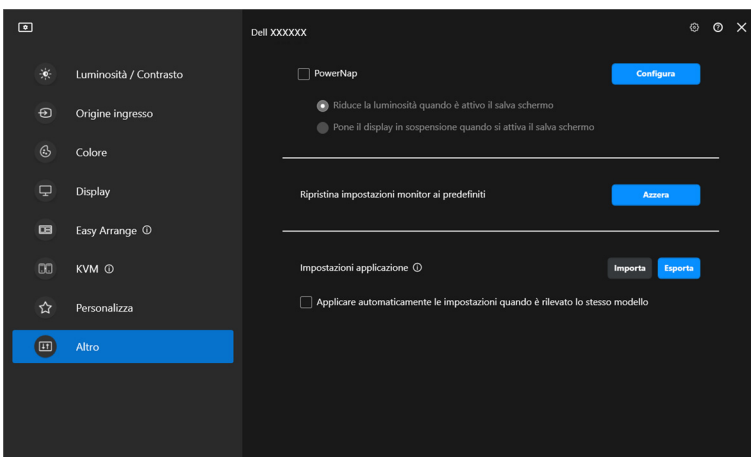 Dell XXXXXX
Luminosità / Contrasto
Origine ingresso
Colore
Display
Easy Arrange
KVM
Personalizza
Altro
PowerNap
Configura
Riduce la luminosità quando è attivo il salva schermo
Pone il display in sospensione quando si attiva il salva schermo
Ripristina impostazioni monitor ai predefiniti
Azzera
Impostazioni applicazione
Importa
Esporta
Applicare automaticamente le impostazioni quando è rilevato lo stesso modello